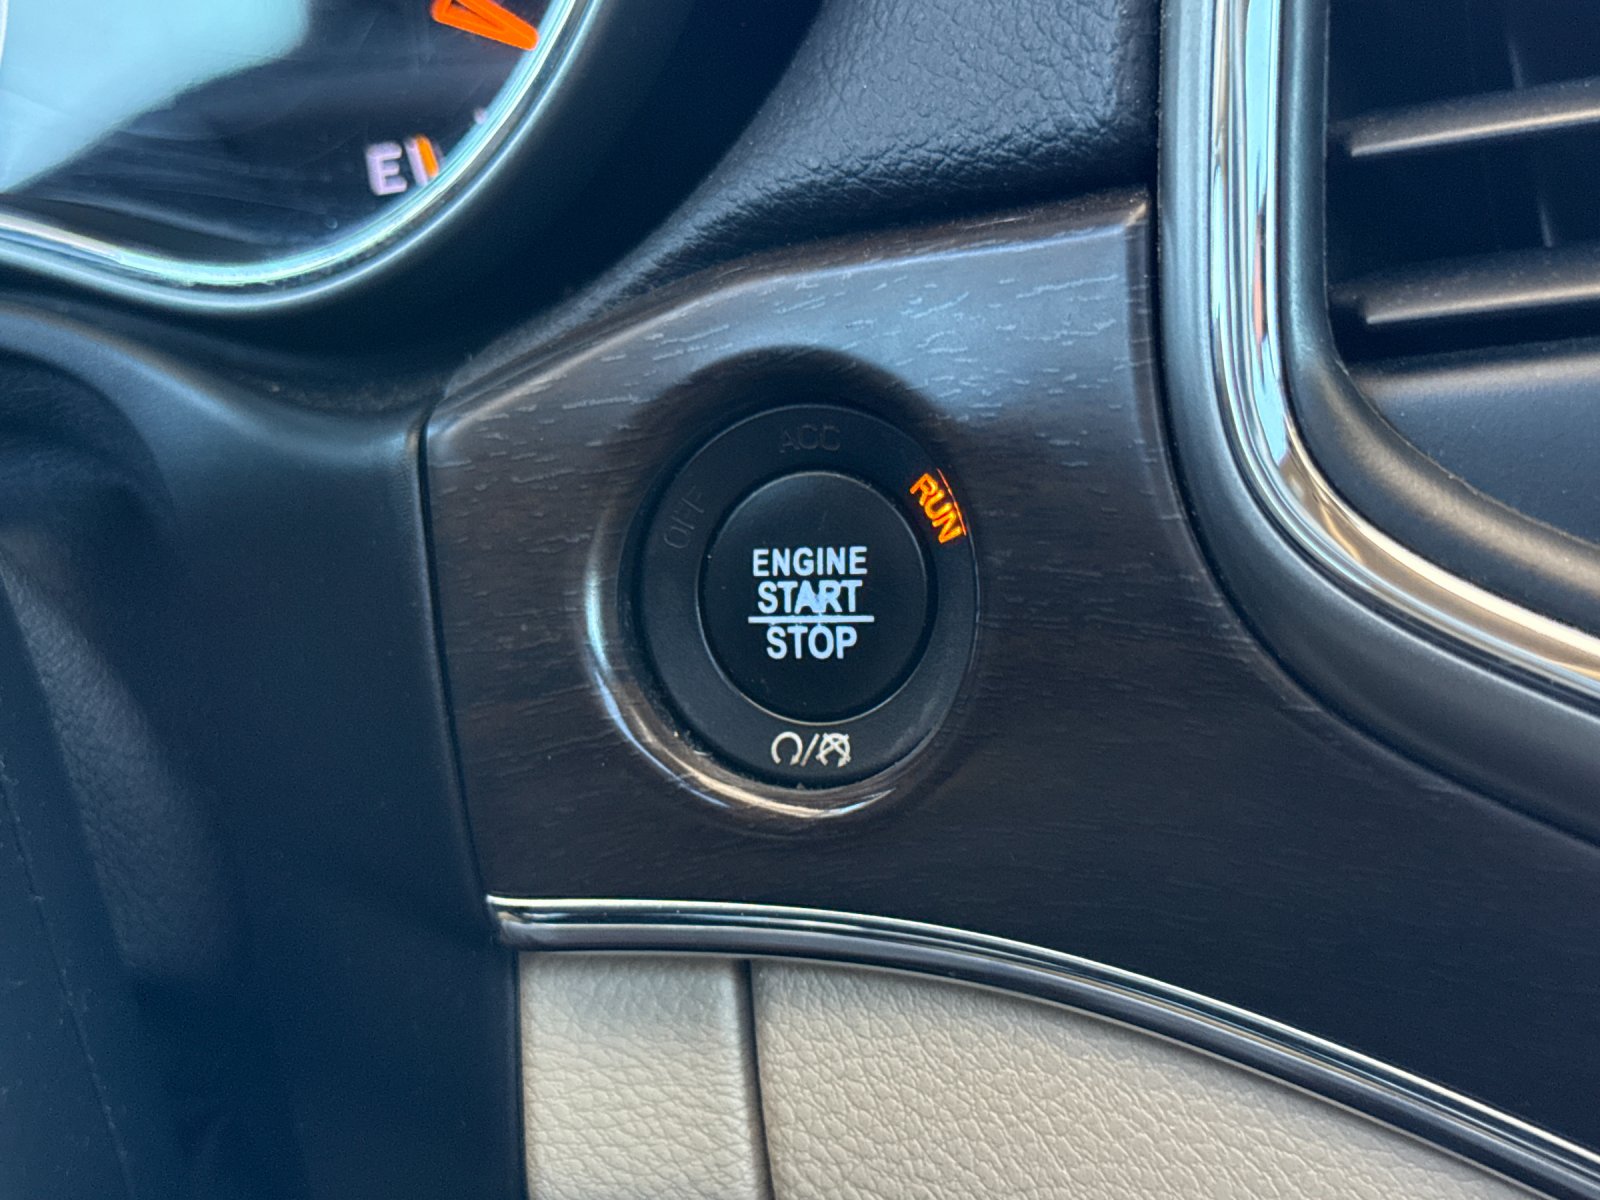 E
ACC
RUN
OFF
ENGINE
START
STOP